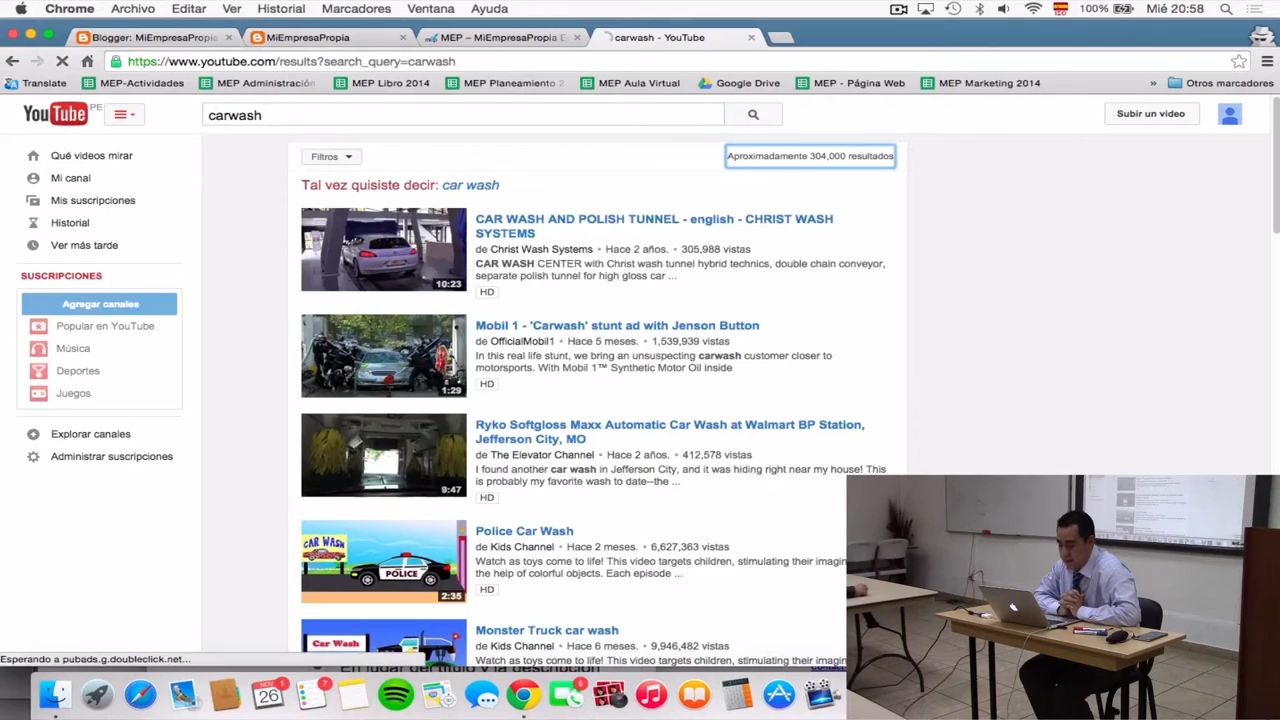 Chrome Archivo Editar Ver Historial Marcadores Ventana Ayuda 100% Mié 20:58
Blogger: MiEmpresaPropia MiEmpresaPropia MEP – MiEmpresaPropia E carwash - YouTube
https://www.youtube.com/results?search_query=carwash
Translate MEP-Actividades MEP Administración MEP Libro 2014 MEP Planeamiento 2 MEP Aula Virtual Google Drive MEP - Página Web MEP Marketing 2014 » Otros marcadores
YouTube PE carwash Subir un video
Filtros Aproximadamente 304,000 resultados
Qué videos mirar
Mi canal
Mis suscripciones
Historial
Ver más tarde
SUSCRIPCIONES
Agregar canales
Popular en YouTube
Música
Deportes
Juegos
Explorar canales
Administrar suscripciones
Tal vez quisiste decir: car wash
CAR WASH AND POLISH TUNNEL - english - CHRIST WASH
SYSTEMS
de Christ Wash Systems • Hace 2 años. • 305,988 vistas
CAR WASH CENTER with Christ wash tunnel hybrid technics, double chain conveyor,
separate polish tunnel for high gloss car ...
10:23
HD
Mobil 1 - 'Carwash' stunt ad with Jenson Button
de OfficialMobil1 • Hace 5 meses. • 1,539,939 vistas
In this real life stunt, we bring an unsuspecting carwash customer closer to
motorsports. With Mobil 1™ Synthetic Motor Oil inside
1:29
HD
Ryko Softgloss Maxx Automatic Car Wash at Walmart BP Station,
Jefferson City, MO
de The Elevator Channel • Hace 2 años. • 412,578 vistas
I found another car wash in Jefferson City, and it was hiding right near my house! This
is probably my favorite wash to date--the ...
9:47
HD
Police Car Wash
de Kids Channel • Hace 2 meses. • 6,627,363 vistas
Watch as toys come to life! This video targets children, stimulating their imagin
the help of colorful objects. Each episode ...
CAR WASH
POLICE
2:35
HD
Monster Truck car wash
de Kids Channel • Hace 6 meses. • 9,946,482 vistas
Watch as toys come to life! This video targets children, stimulating their imagin
Car Wash
Esperando a pubads.g.doubleclick.net...
26
1
7
5